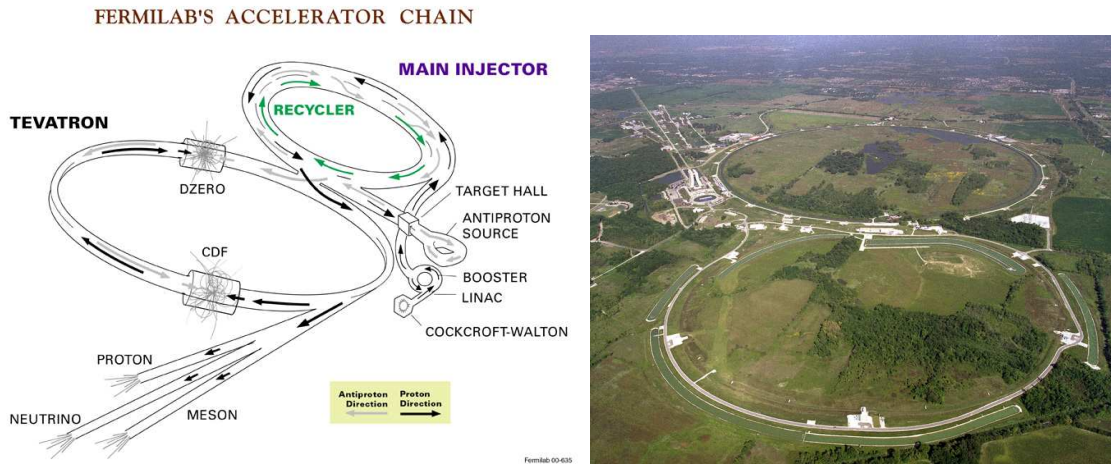 FERMILAB'S ACCELERATOR CHAIN
MAIN INJECTOR
RECYCLER
TEVATRON
DZERO
TARGET HALL
ANTIPROTON
SOURCE
CDF
BOOSTER
LINAC
COCKCROFT-WALTON
PROTON
NEUTRINO
MESON
Antiproton Proton
Direction Direction
Fermilab 00-635